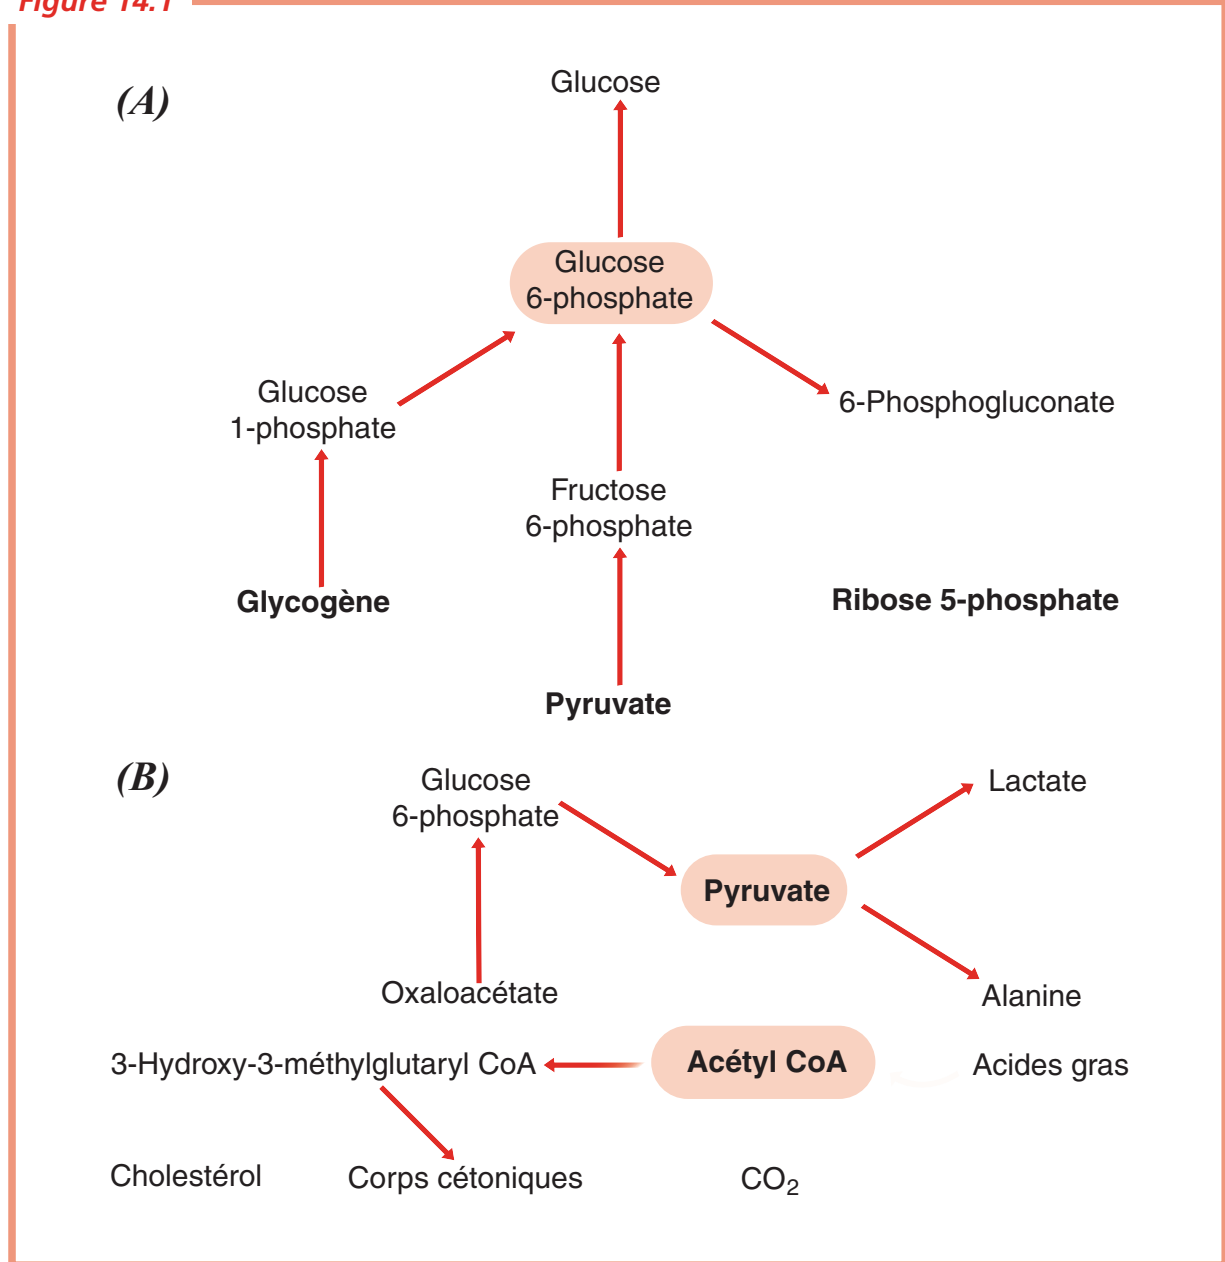 Figure 14.1
(A)
Glucose
Glucose
6-phosphate
Glucose
1-phosphate
6-Phosphogluconate
Fructose
6-phosphate
Glycogène
Ribose 5-phosphate
Pyruvate
(B)
Glucose
6-phosphate
Lactate
Pyruvate
Oxaloacétate
Alanine
3-Hydroxy-3-méthylglutaryl CoA
Acétyl CoA
Acides gras
Cholestérol
Corps cétoniques
CO₂